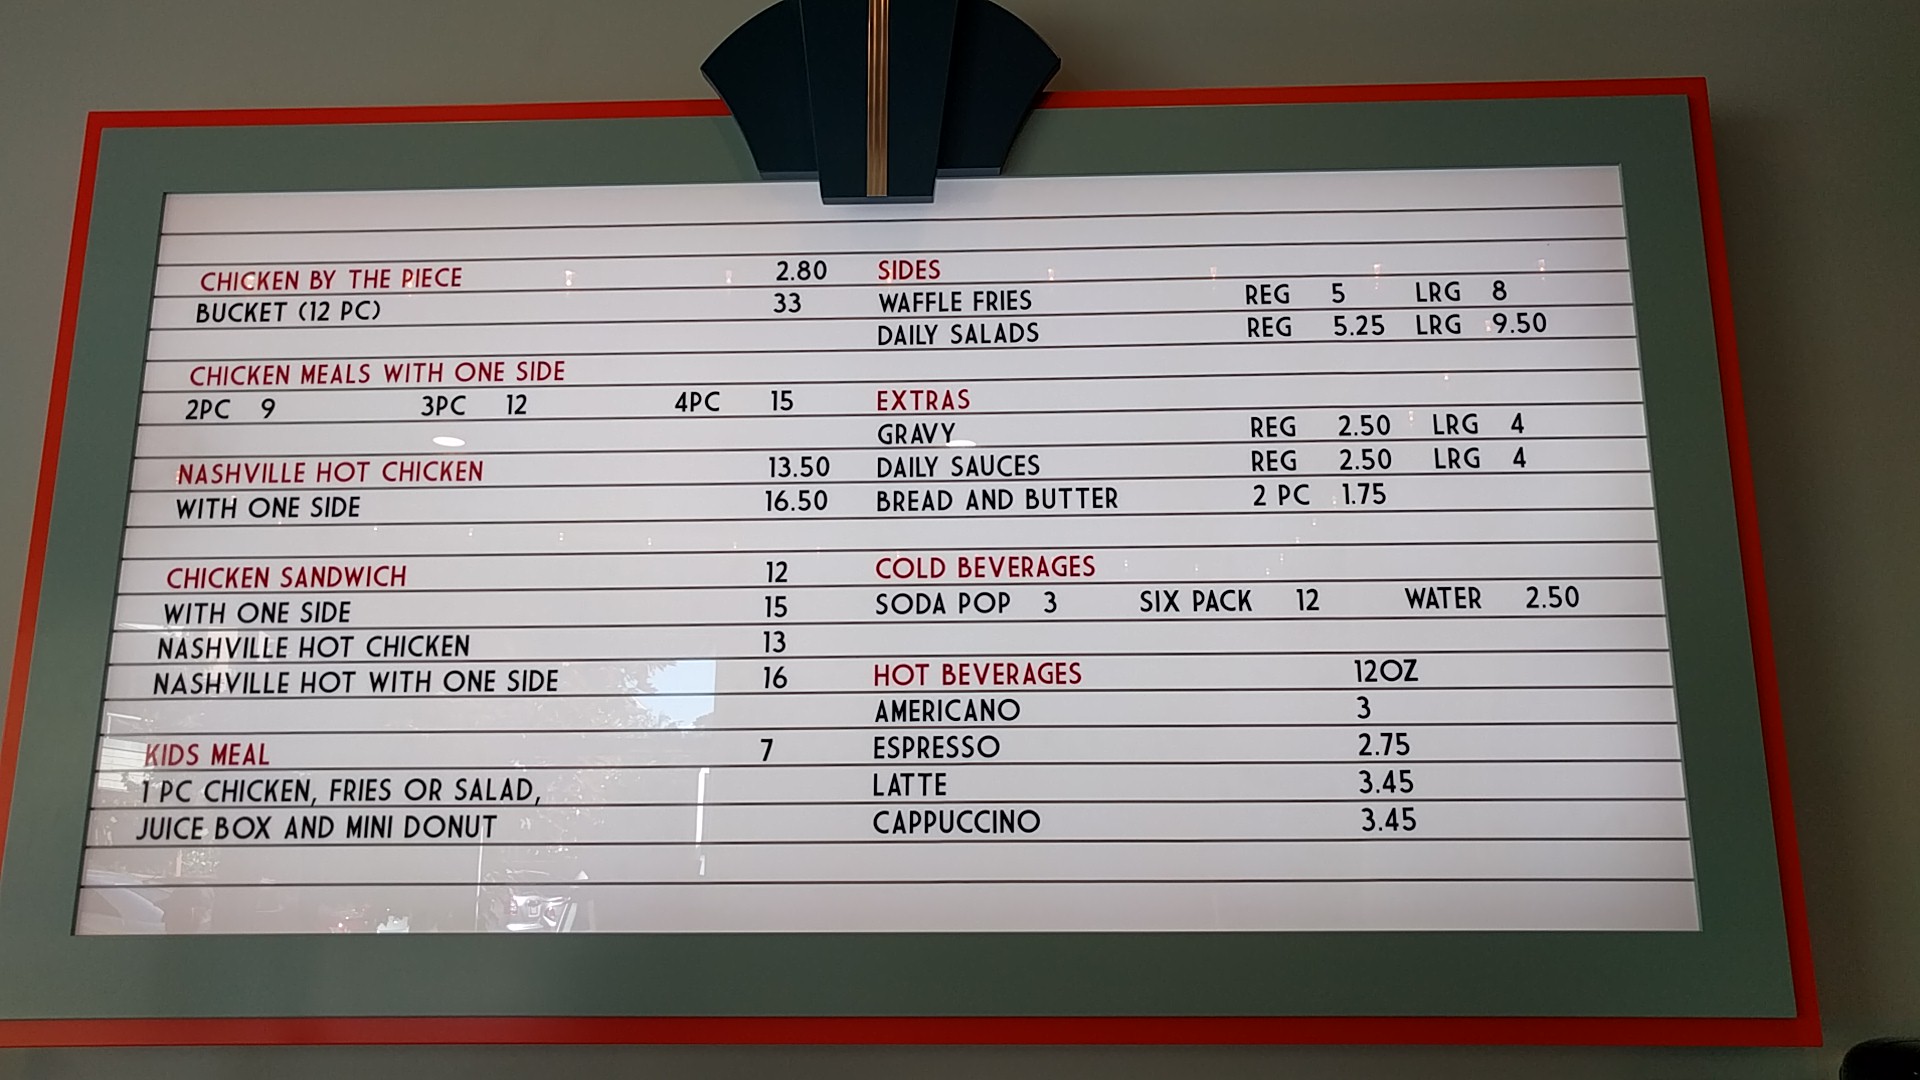 CHICKEN BY THE PIECE 2.80
BUCKET (12 PC) 33
CHICKEN MEALS WITH ONE SIDE
2PC 9 3PC 12 4PC 15
NASHVILLE HOT CHICKEN 13.50
WITH ONE SIDE 16.50
CHICKEN SANDWICH 12
WITH ONE SIDE 15
NASHVILLE HOT CHICKEN 13
NASHVILLE HOT WITH ONE SIDE 16
KIDS MEAL 7
1 PC CHICKEN, FRIES OR SALAD,
JUICE BOX AND MINI DONUT
SIDES
WAFFLE FRIES REG 5 LRG 8
DAILY SALADS REG 5.25 LRG 9.50
EXTRAS
GRAVY REG 2.50 LRG 4
DAILY SAUCES REG 2.50 LRG 4
BREAD AND BUTTER 2 PC 1.75
COLD BEVERAGES
SODA POP 3 SIX PACK 12 WATER 2.50
HOT BEVERAGES 12OZ
AMERICANO 3
ESPRESSO 2.75
LATTE 3.45
CAPPUCCINO 3.45